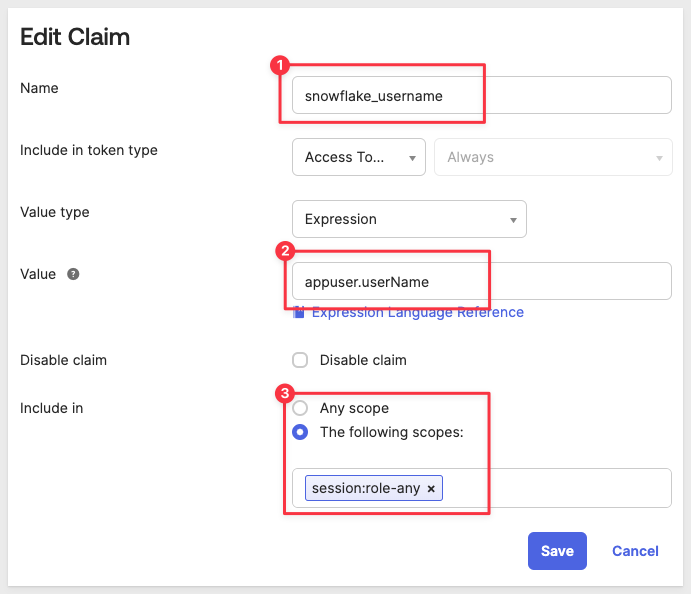 Edit Claim
1
Name
snowflake_username
Include in token type
Access To...
Always
Value type
Expression
2
Value ?
appuser.userName
Expression Language Reference
Disable claim
Disable claim
3
Include in
Any scope
The following scopes:
session:role-any ×
Save
Cancel